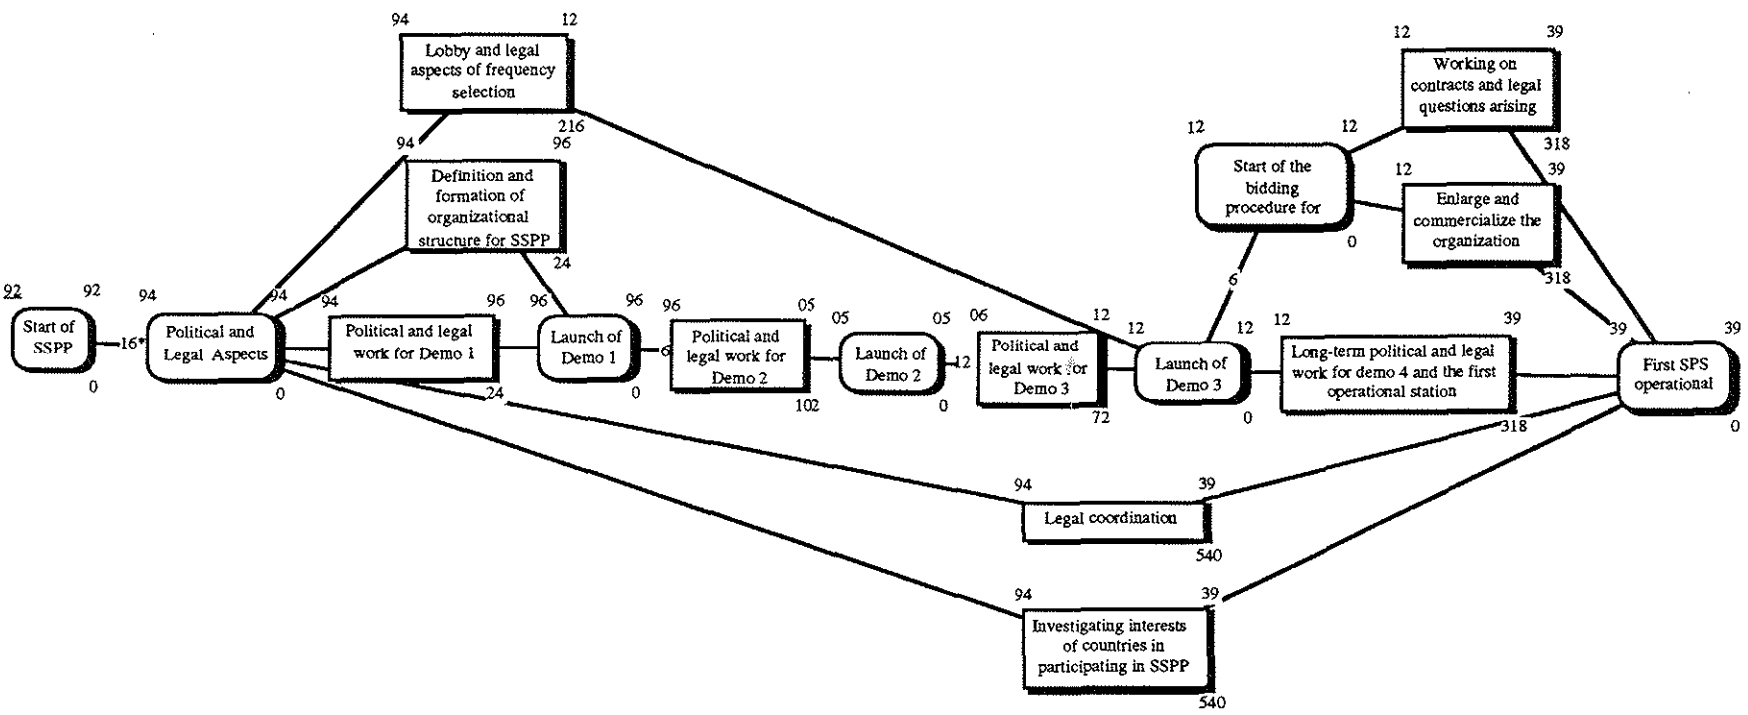 94
12
Lobby and legal
aspects of frequency
selection
216
94
96
Definition and
formation of
organizational
structure for SSPP
24
92
92
Start of
SSPP
0
16*
94
94
Political and
Legal Aspects
0
94
96
Political and legal
work for Demo 1
24
96
96
Launch of
Demo 1
0
6
96
05
Political and
legal work for
Demo 2
102
05
05
Launch of
Demo 2
0
12
06
12
Political and
legal work for
Demo 3
72
12
12
Launch of
Demo 3
0
6
12
12
Start of the
bidding
procedure for
0
12
39
Working on
contracts and legal
questions arising
318
12
39
Enlarge and
commercialize the
organization
318
12
39
Long-term political and legal
work for demo 4 and the first
operational station
318
39
39
First SPS
operational
0
94
39
Legal coordination
540
94
39
Investigating interests
of countries in
participating in SSPP
540